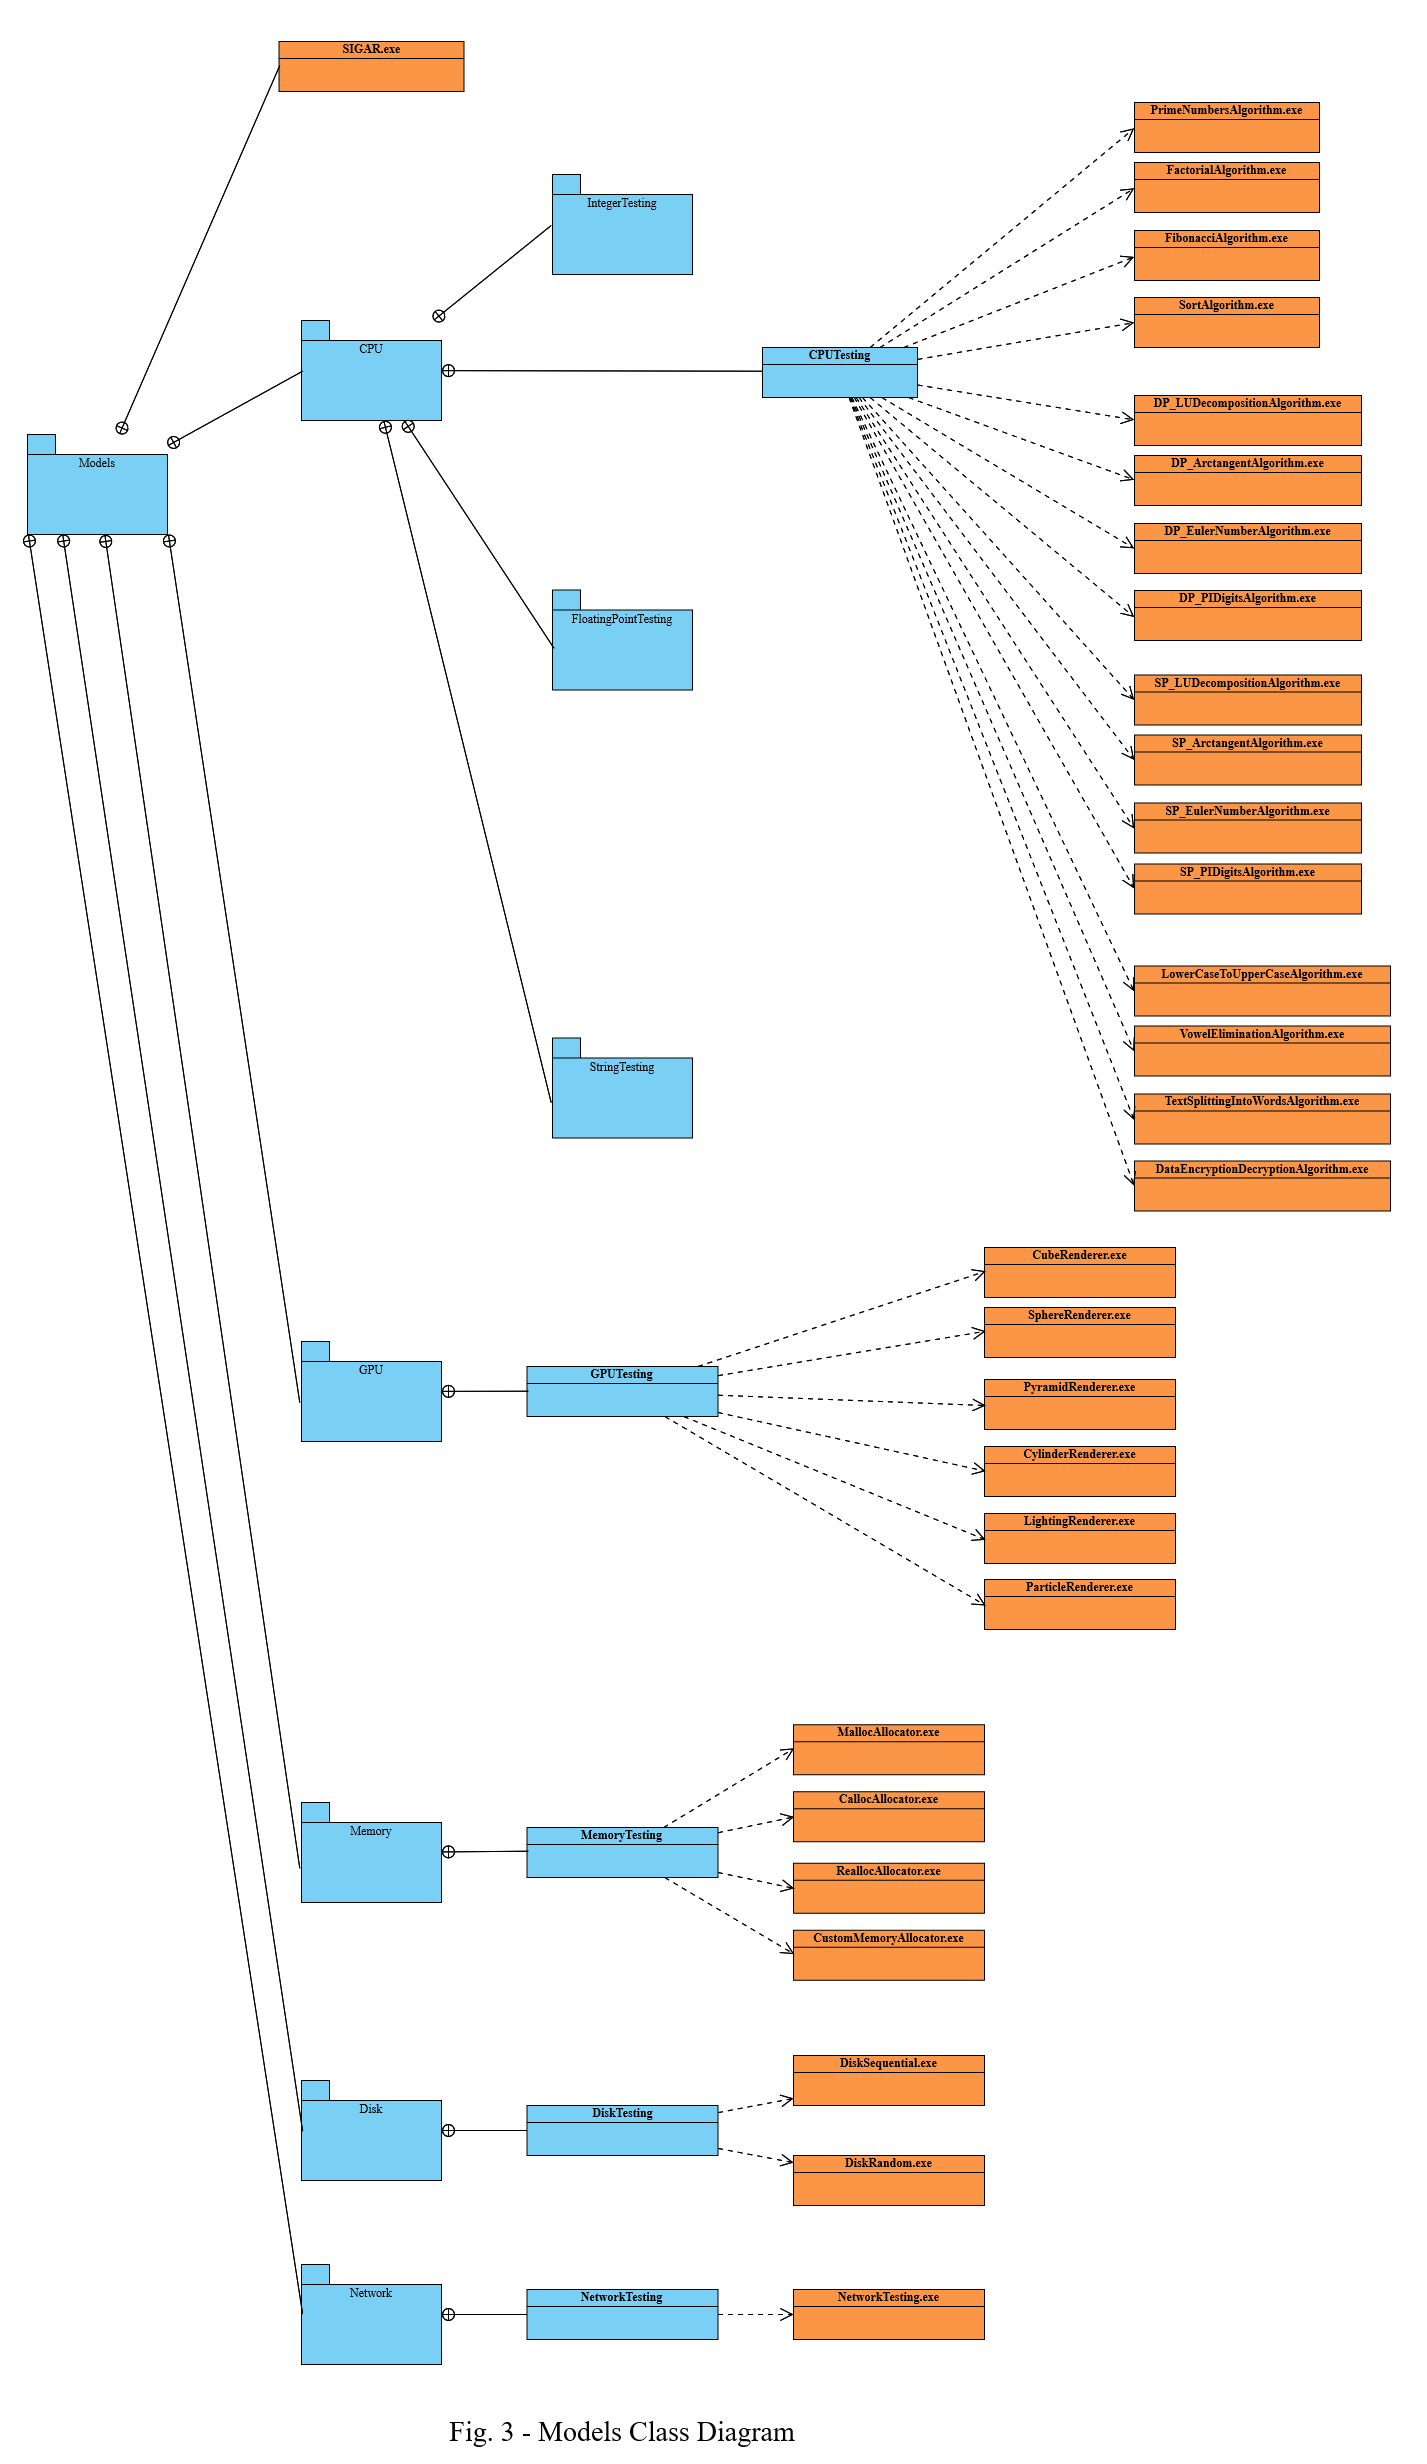 SIGAR.exe
PrimeNumbersAlgorithm.exe
FactorialAlgorithm.exe
IntegerTesting
FibonacciAlgorithm.exe
SortAlgorithm.exe
CPU
CPUTesting
DP_LUDecompositionAlgorithm.exe
Models
DP_ArctangentAlgorithm.exe
DP_EulerNumberAlgorithm.exe
DP_PIDigitsAlgorithm.exe
FloatingPointTesting
SP_LUDecompositionAlgorithm.exe
SP_ArctangentAlgorithm.exe
SP_EulerNumberAlgorithm.exe
SP_PIDigitsAlgorithm.exe
LowerCaseToUpperCaseAlgorithm.exe
VowelEliminationAlgorithm.exe
StringTesting
TextSplittingIntoWordsAlgorithm.exe
DataEncryptionDecryptionAlgorithm.exe
CubeRenderer.exe
SphereRenderer.exe
GPU
GPUTesting
PyramidRenderer.exe
CylinderRenderer.exe
LightingRenderer.exe
ParticleRenderer.exe
MallocAllocator.exe
CallocAllocator.exe
Memory
MemoryTesting
ReallocAllocator.exe
CustomMemoryAllocator.exe
DiskSequential.exe
Disk
DiskTesting
DiskRandom.exe
Network
NetworkTesting
NetworkTesting.exe
Fig. 3 - Models Class Diagram